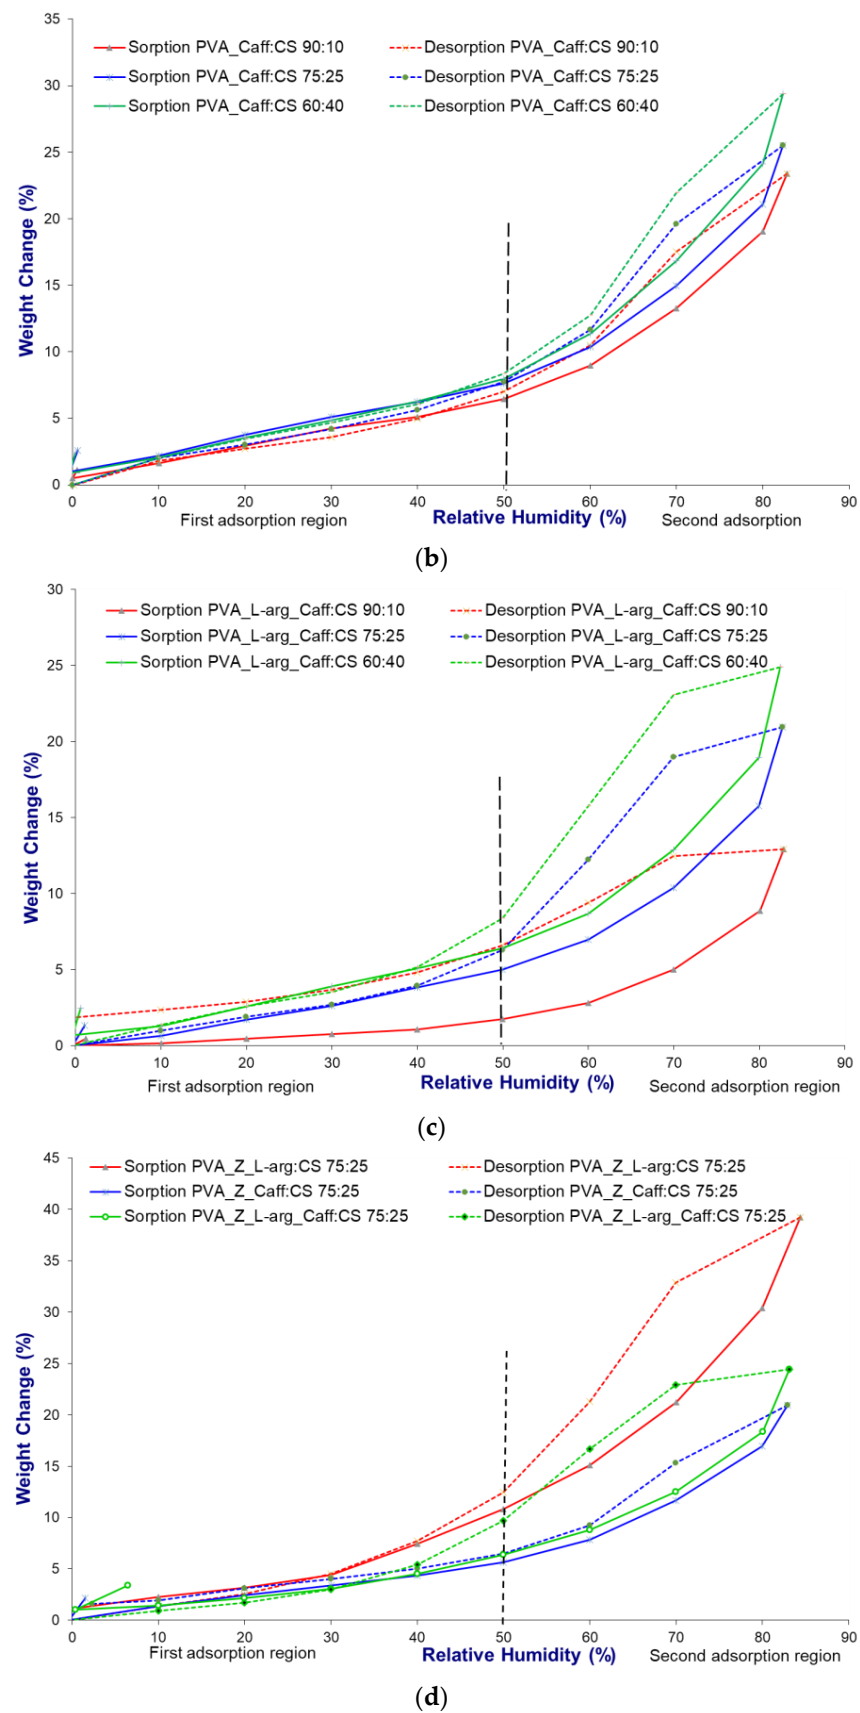 35
30
25
20
15
10
5
0
Weight Change (%)
Sorption PVA_Caff:CS 90:10
Desorption PVA_Caff:CS 90:10
Sorption PVA_Caff:CS 75:25
Desorption PVA_Caff:CS 75:25
Sorption PVA_Caff:CS 60:40
Desorption PVA_Caff:CS 60:40
0 10 20 30 40 50 60 70 80 90
First adsorption region Relative Humidity (%) Second adsorption
(b)
30
25
20
15
10
5
0
Weight Change (%)
Sorption PVA_L-arg_Caff:CS 90:10
Desorption PVA_L-arg_Caff:CS 90:10
Sorption PVA_L-arg_Caff:CS 75:25
Desorption PVA_L-arg_Caff:CS 75:25
Sorption PVA_L-arg_Caff:CS 60:40
Desorption PVA_L-arg_Caff:CS 60:40
0 10 20 30 40 50 60 70 80 90
First adsorption region Relative Humidity (%) Second adsorption region
(c)
45
40
35
30
25
20
15
10
5
0
Weight Change (%)
Sorption PVA_Z_L-arg:CS 75:25
Desorption PVA_Z_L-arg:CS 75:25
Sorption PVA_Z_Caff:CS 75:25
Desorption PVA_Z_Caff:CS 75:25
Sorption PVA_Z_L-arg_Caff:CS 75:25
Desorption PVA_Z_L-arg_Caff:CS 75:25
0 10 20 30 40 50 60 70 80 90
First adsorption region Relative Humidity (%) Second adsorption region
(d)